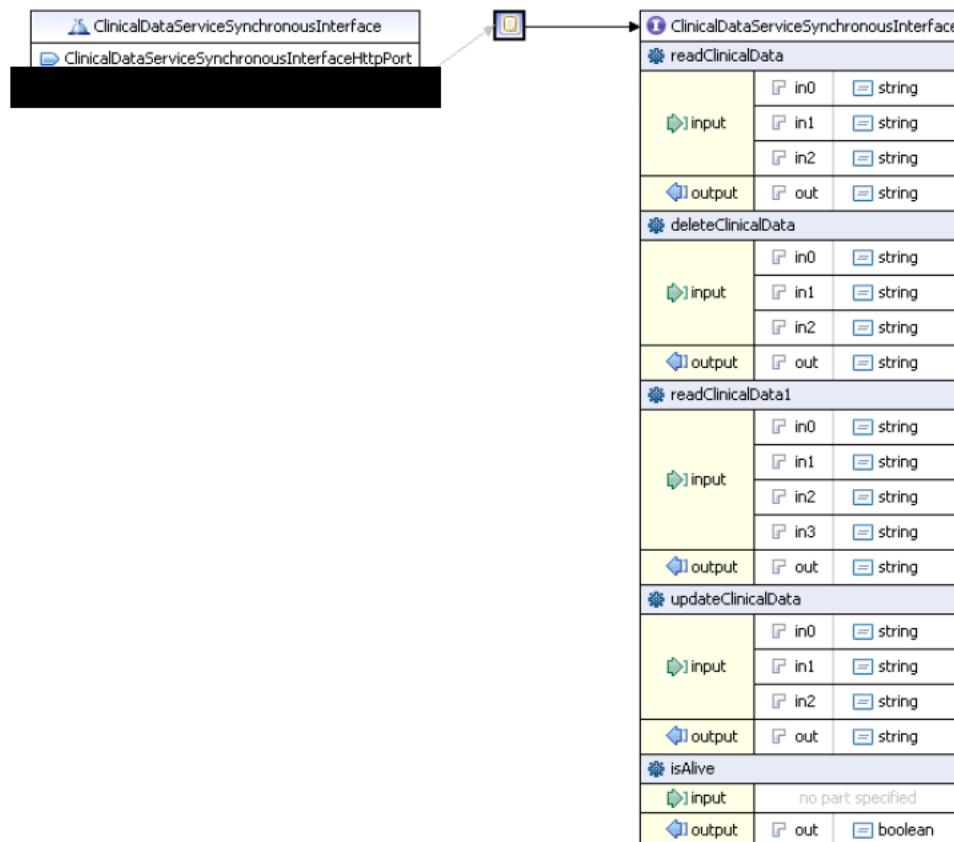 ClinicalDataServiceSynchronousInterface
ClinicalDataServiceSynchronousInterfaceHttpPort
ClinicalDataServiceSynchronousInterface
readClinicalData
input
in0 string
in1 string
in2 string
output out string
deleteClinicalData
input
in0 string
in1 string
in2 string
output out string
readClinicalData1
input
in0 string
in1 string
in2 string
in3 string
output out string
updateClinicalData
input
in0 string
in1 string
in2 string
output out string
isAlive
input no part specified
output out boolean